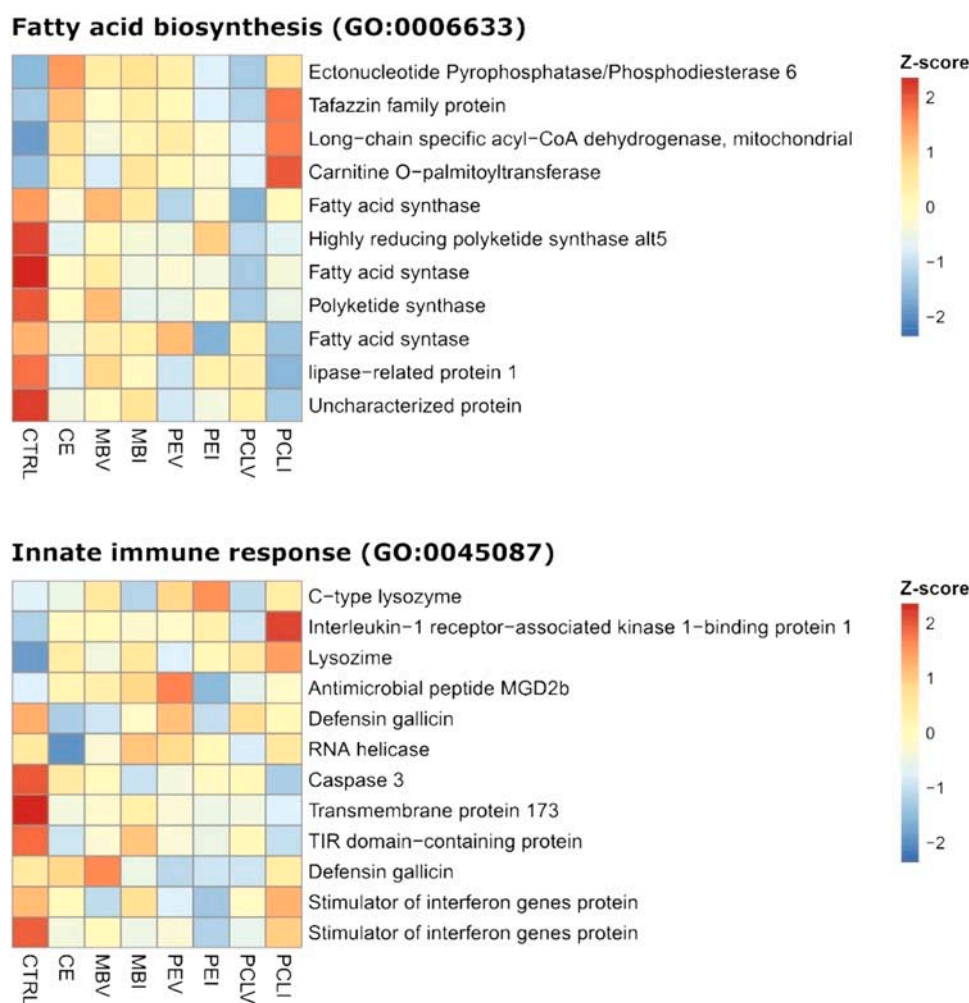 Fatty acid biosynthesis (GO:0006633)
Z-score
Ectonucleotide Pyrophosphatase/Phosphodiesterase 6
Tafazzin family protein
Long-chain specific acyl-CoA dehydrogenase, mitochondrial
Carnitine O-palmitoyltransferase
Fatty acid synthase
Highly reducing polyketide synthase alt5
Fatty acid syntase
Polyketide synthase
Fatty acid syntase
lipase-related protein 1
Uncharacterized protein
2
1
0
−1
−2
CTRL
CE
MBV
MBI
PEV
PEI
PCLV
PCLI
Innate immune response (GO:0045087)
Z-score
C-type lysozyme
Interleukin-1 receptor-associated kinase 1-binding protein 1
Lysozime
Antimicrobial peptide MGD2b
Defensin gallicin
RNA helicase
Caspase 3
Transmembrane protein 173
TIR domain-containing protein
Defensin gallicin
Stimulator of interferon genes protein
Stimulator of interferon genes protein
2
1
0
−1
−2
CTRL
CE
MBV
MBI
PEV
PEI
PCLV
PCLI